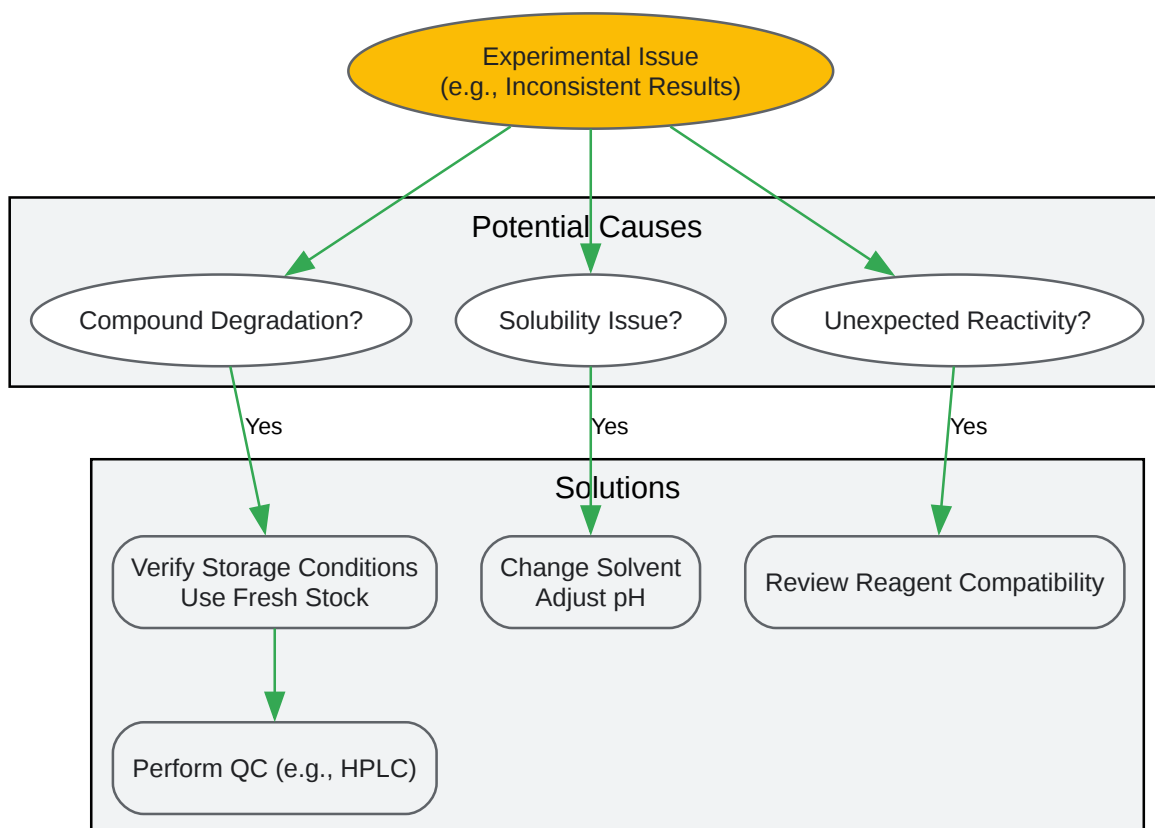 Experimental Issue
(e.g., Inconsistent Results)
Potential Causes
Compound Degradation?
Solubility Issue?
Unexpected Reactivity?
Yes
Yes
Yes
Solutions
Verify Storage Conditions
Use Fresh Stock
Change Solvent
Adjust pH
Review Reagent Compatibility
Perform QC (e.g., HPLC)